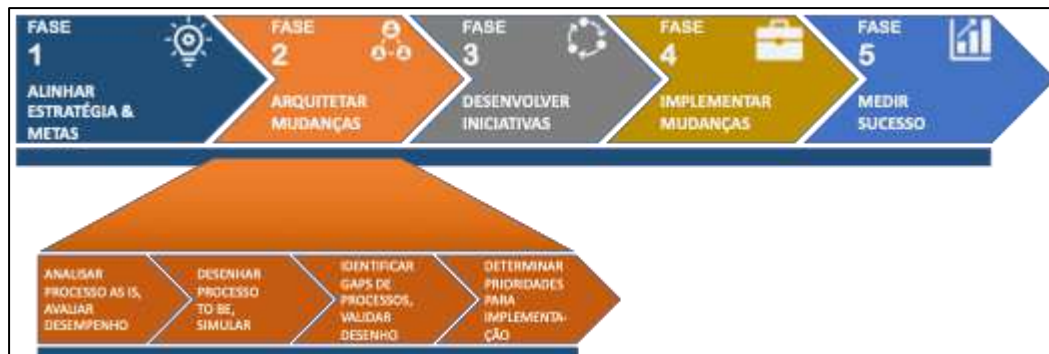 FASE
1
ALINHAR
ESTRATÉGIA &
METAS
FASE
2
ARQUITETAR
MUDANÇAS
FASE
3
DESENVOLVER
INICIATIVAS
FASE
4
IMPLEMENTAR
MUDANÇAS
FASE
5
MEDIR
SUCESSO
ANALISAR
PROCESSO AS IS,
AVALIAR
DESEMPENHO
DESENHAR
PROCESSO
TO BE,
SIMULAR
IDENTIFICAR
GAPS DE
PROCESSOS,
VALIDAR
DESENHO
DETERMINAR
PRIORIDADES
PARA
IMPLEMENTA-
ÇÃO